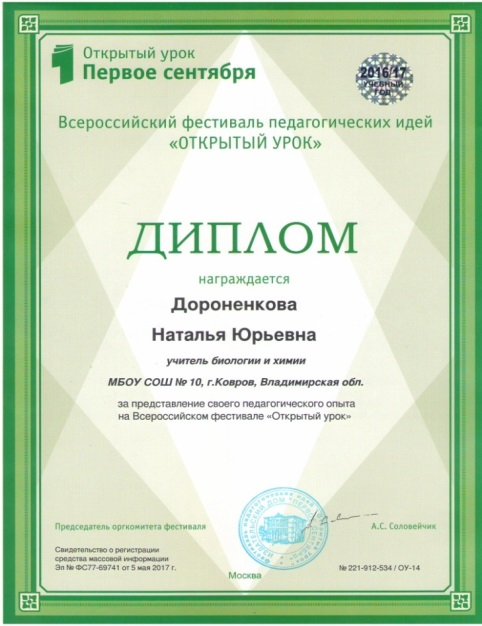 Открытый урок
Первое сентября
2016/17
УЧЕБНЫЙ
ГОД
Всероссийский фестиваль педагогических идей
«ОТКРЫТЫЙ УРОК»
ДИПЛОМ
награждается
Дороненкова
Наталья Юрьевна
учитель биологии и химии
МБОУ СОШ № 10, г.Ковров, Владимирская обл.
за представление своего педагогического опыта
на Всероссийском фестивале «Открытый урок»
Председатель оргкомитета фестиваля
А.С. Соловейчик
Свидетельство о регистрации
средства массовой информации
Эл № ФС77-69741 от 5 мая 2017 г.
Москва
№ 221-912-534 / ОУ-14